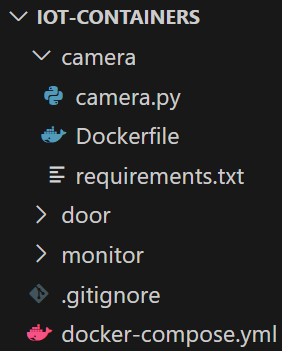 IOT-CONTAINERS
camera
camera.py
Dockerfile
requirements.txt
door
monitor
.gitignore
docker-compose.yml